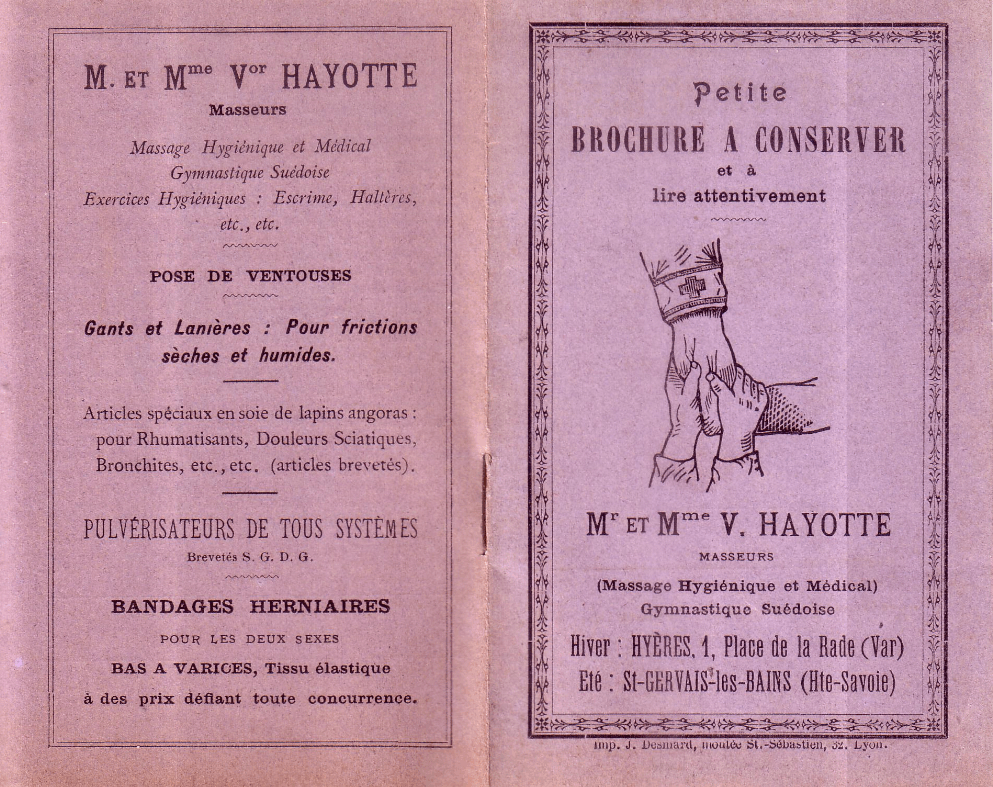 M. ET Mme Vor HAYOTTE
Masseurs
Massage Hygiénique et Médical
Gymnastique Suédoise
Exercices Hygiéniques : Escrime, Haltères,
etc., etc.
POSE DE VENTOUSES
Gants et Lanières : Pour frictions
sèches et humides.
Articles spéciaux en soie de lapins angoras :
pour Rhumatisants, Douleurs Sciatiques,
Bronchites, etc., etc. (articles brevetés).
PULVÉRISATEURS DE TOUS SYSTÈMES
Brevetés S. G. D. G.
BANDAGES HERNIAIRES
POUR LES DEUX SEXES
BAS A VARICES, Tissu élastique
à des prix défiant toute concurrence.
Petite
BROCHURE A CONSERVER
et à
lire attentivement
Mr ET Mme V. HAYOTTE
MASSEURS
(Massage Hygiénique et Médical)
Gymnastique Suédoise
Hiver : HYÈRES, 1, Place de la Rade (Var)
Eté : St-GERVAIS-les-BAINS (Hte-Savoie)
Imp. J. Desmard, montée St.-Sébastien, 32. Lyon.